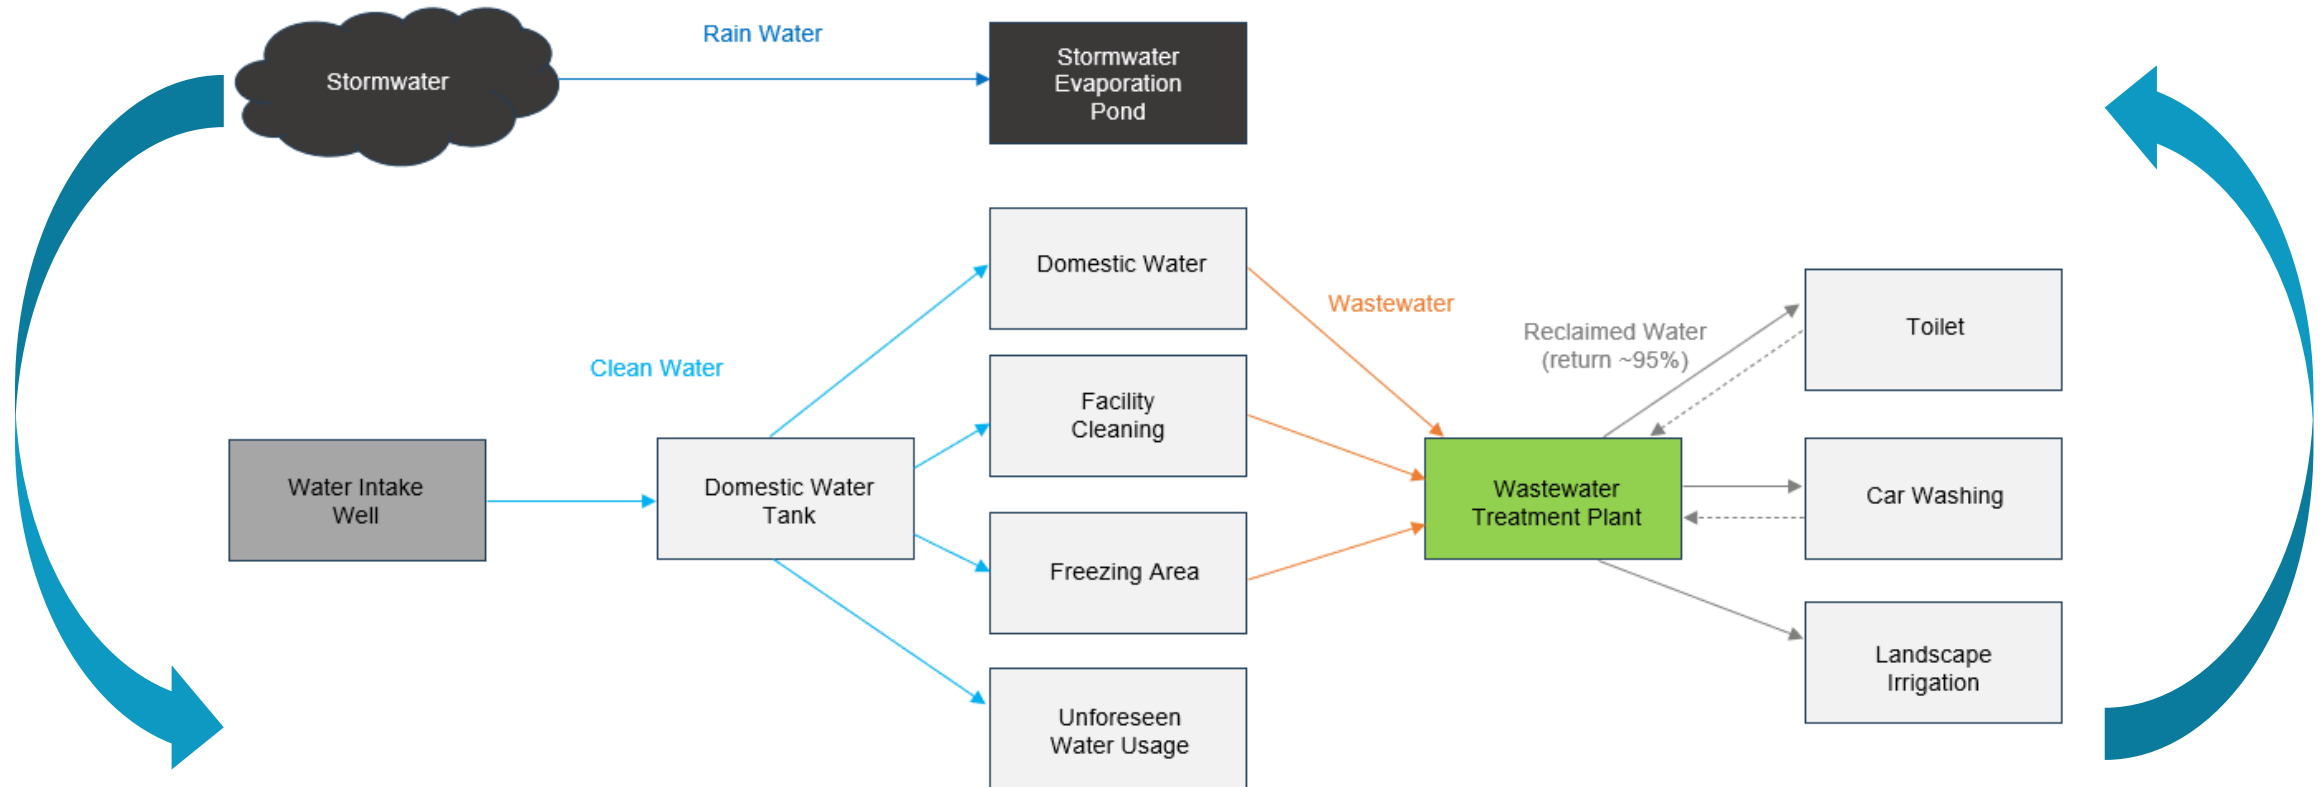 Stormwater
Rain Water
Stormwater
Evaporation
Pond
Domestic Water
Wastewater
Reclaimed Water
(return ~95%)
Toilet
Clean Water
Facility
Cleaning
Water Intake
Well
Domestic Water
Tank
Wastewater
Treatment Plant
Car Washing
Freezing Area
Landscape
Irrigation
Unforeseen
Water Usage